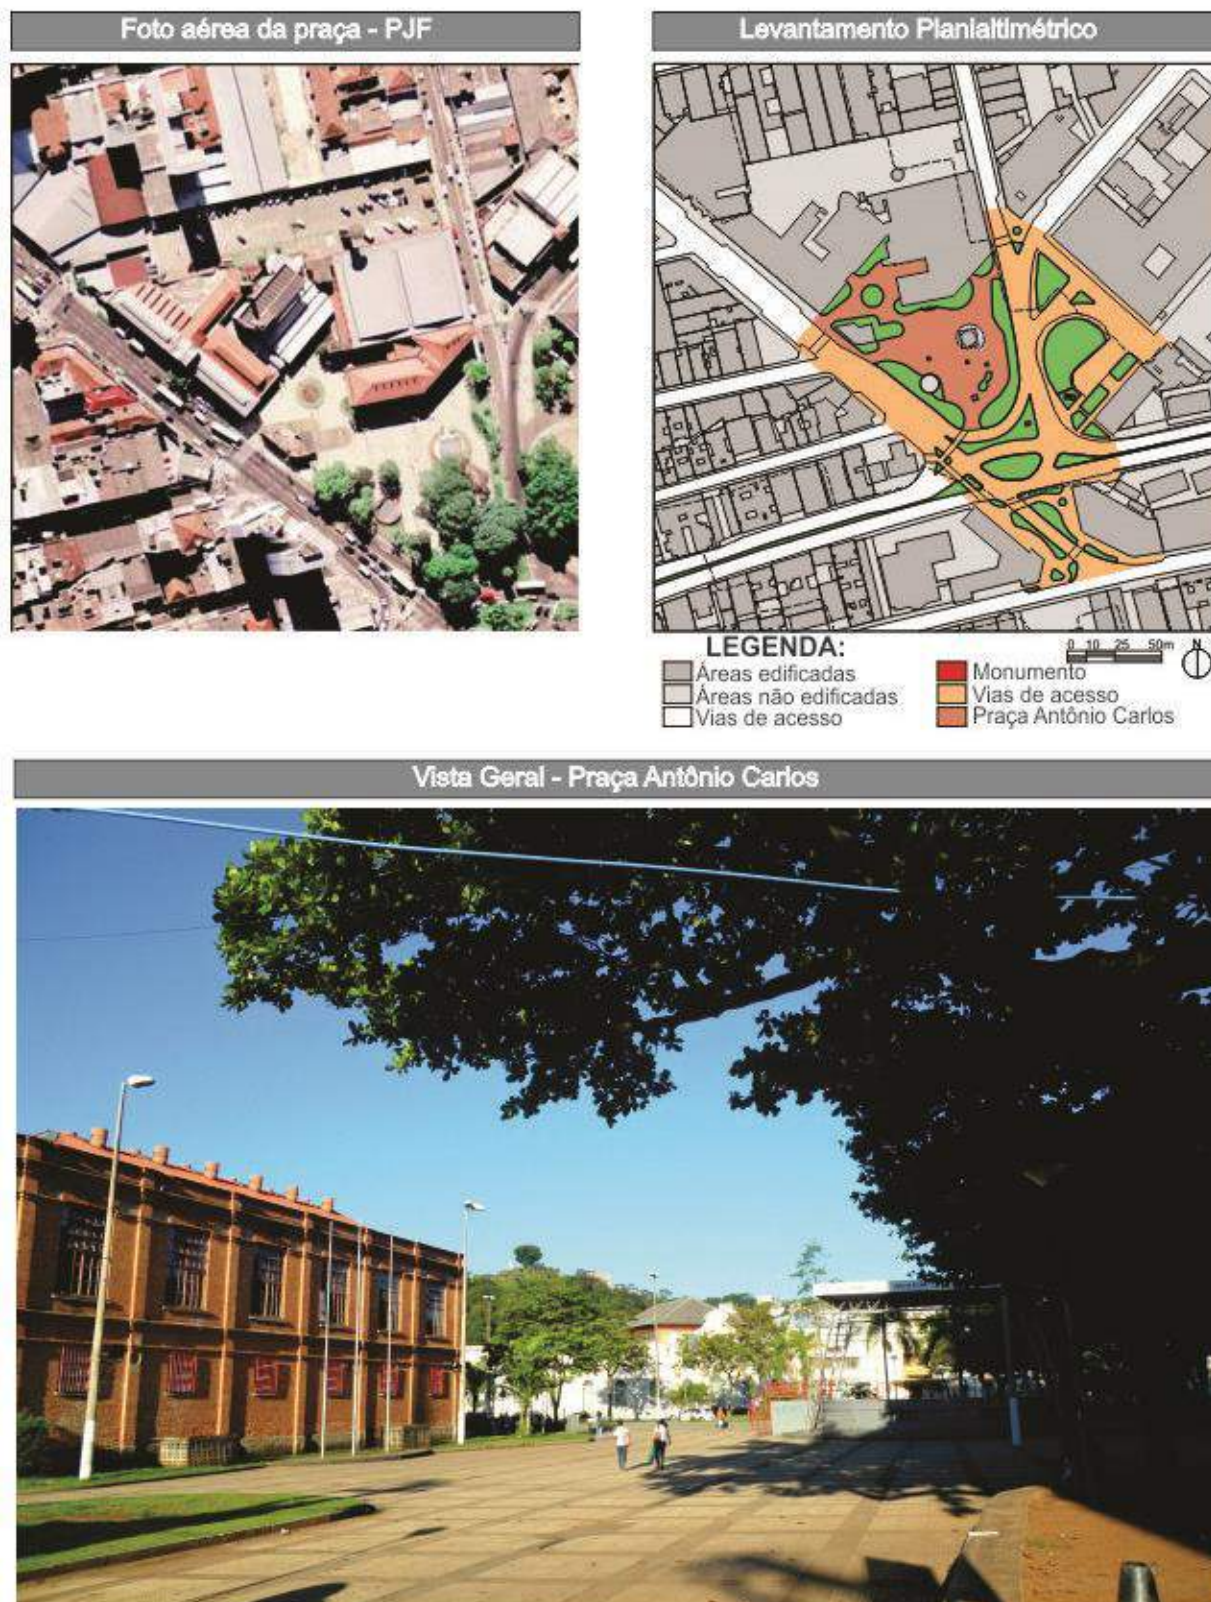 Foto aérea da praça - PJF
Levantamento Planialtimétrico
LEGENDA:
Áreas edificadas
Áreas não edificadas
Vias de acesso
0 10 25 50m
N
Monumento
Vias de acesso
Praça Antônio Carlos
Vista Geral - Praça Antônio Carlos